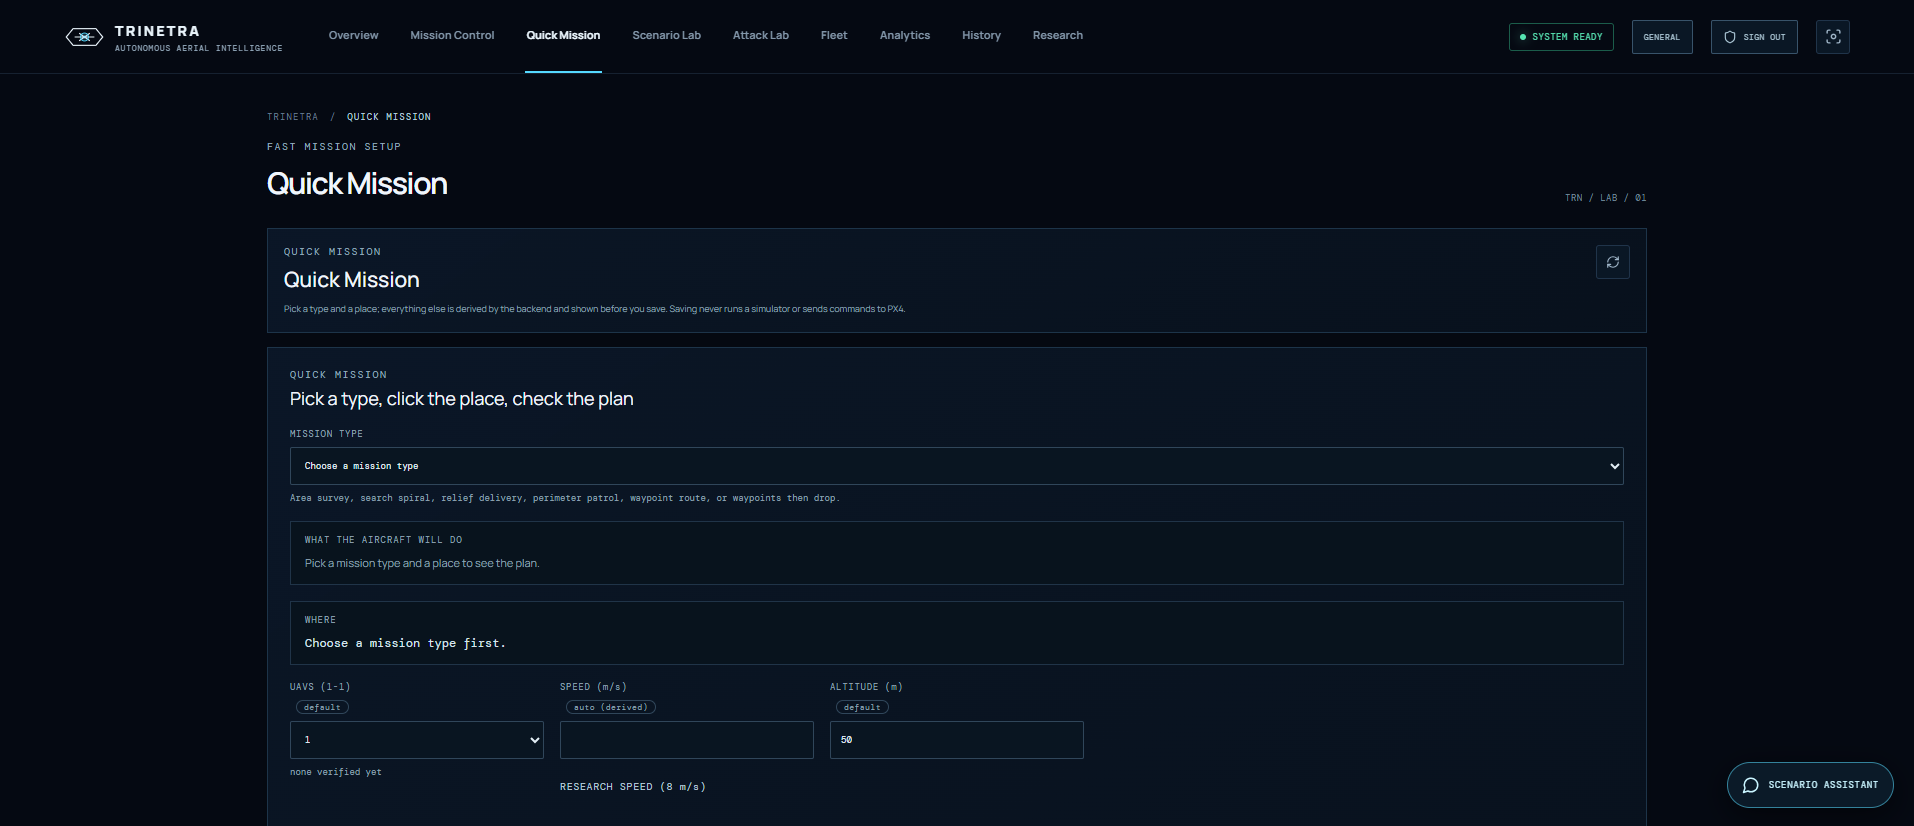 TRINETRA
AUTONOMOUS AERIAL INTELLIGENCE
Overview
Mission Control
Quick Mission
Scenario Lab
Attack Lab
Fleet
Analytics
History
Research
SYSTEM READY
GENERAL
SIGN OUT
TRINETRA / QUICK MISSION
FAST MISSION SETUP
Quick Mission
TRN / LAB / 01
QUICK MISSION
Quick Mission
Pick a type and a place; everything else is derived by the backend and shown before you save. Saving never runs a simulator or sends commands to PX4.
QUICK MISSION
Pick a type, click the place, check the plan
MISSION TYPE
Choose a mission type
Area survey, search spiral, relief delivery, perimeter patrol, waypoint route, or waypoints then drop.
WHAT THE AIRCRAFT WILL DO
Pick a mission type and a place to see the plan.
WHERE
Choose a mission type first.
UAVS (1-1)
default
1
none verified yet
SPEED (m/s)
auto (derived)
RESEARCH SPEED (8 m/s)
ALTITUDE (m)
default
50
SCENARIO ASSISTANT